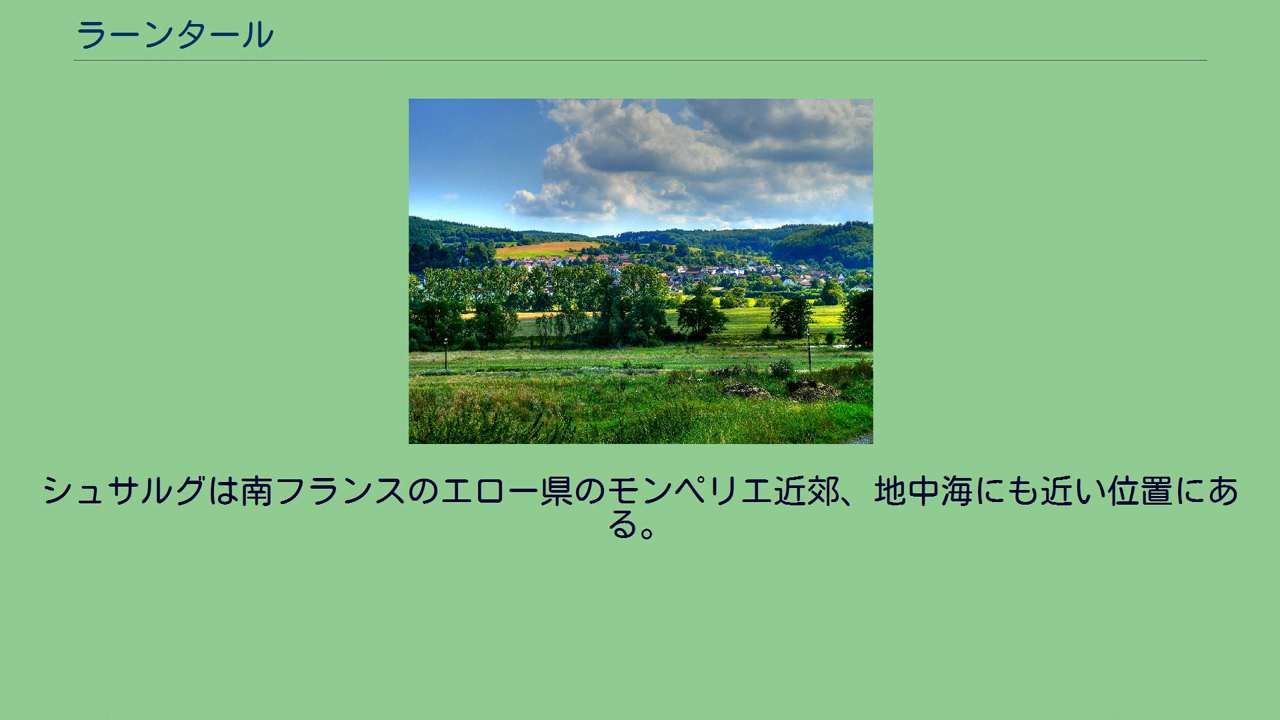 ラーンタール
シュサルグは南フランスのエロー県のモンペリエ近郊、地中海にも近い位置にあ
る。